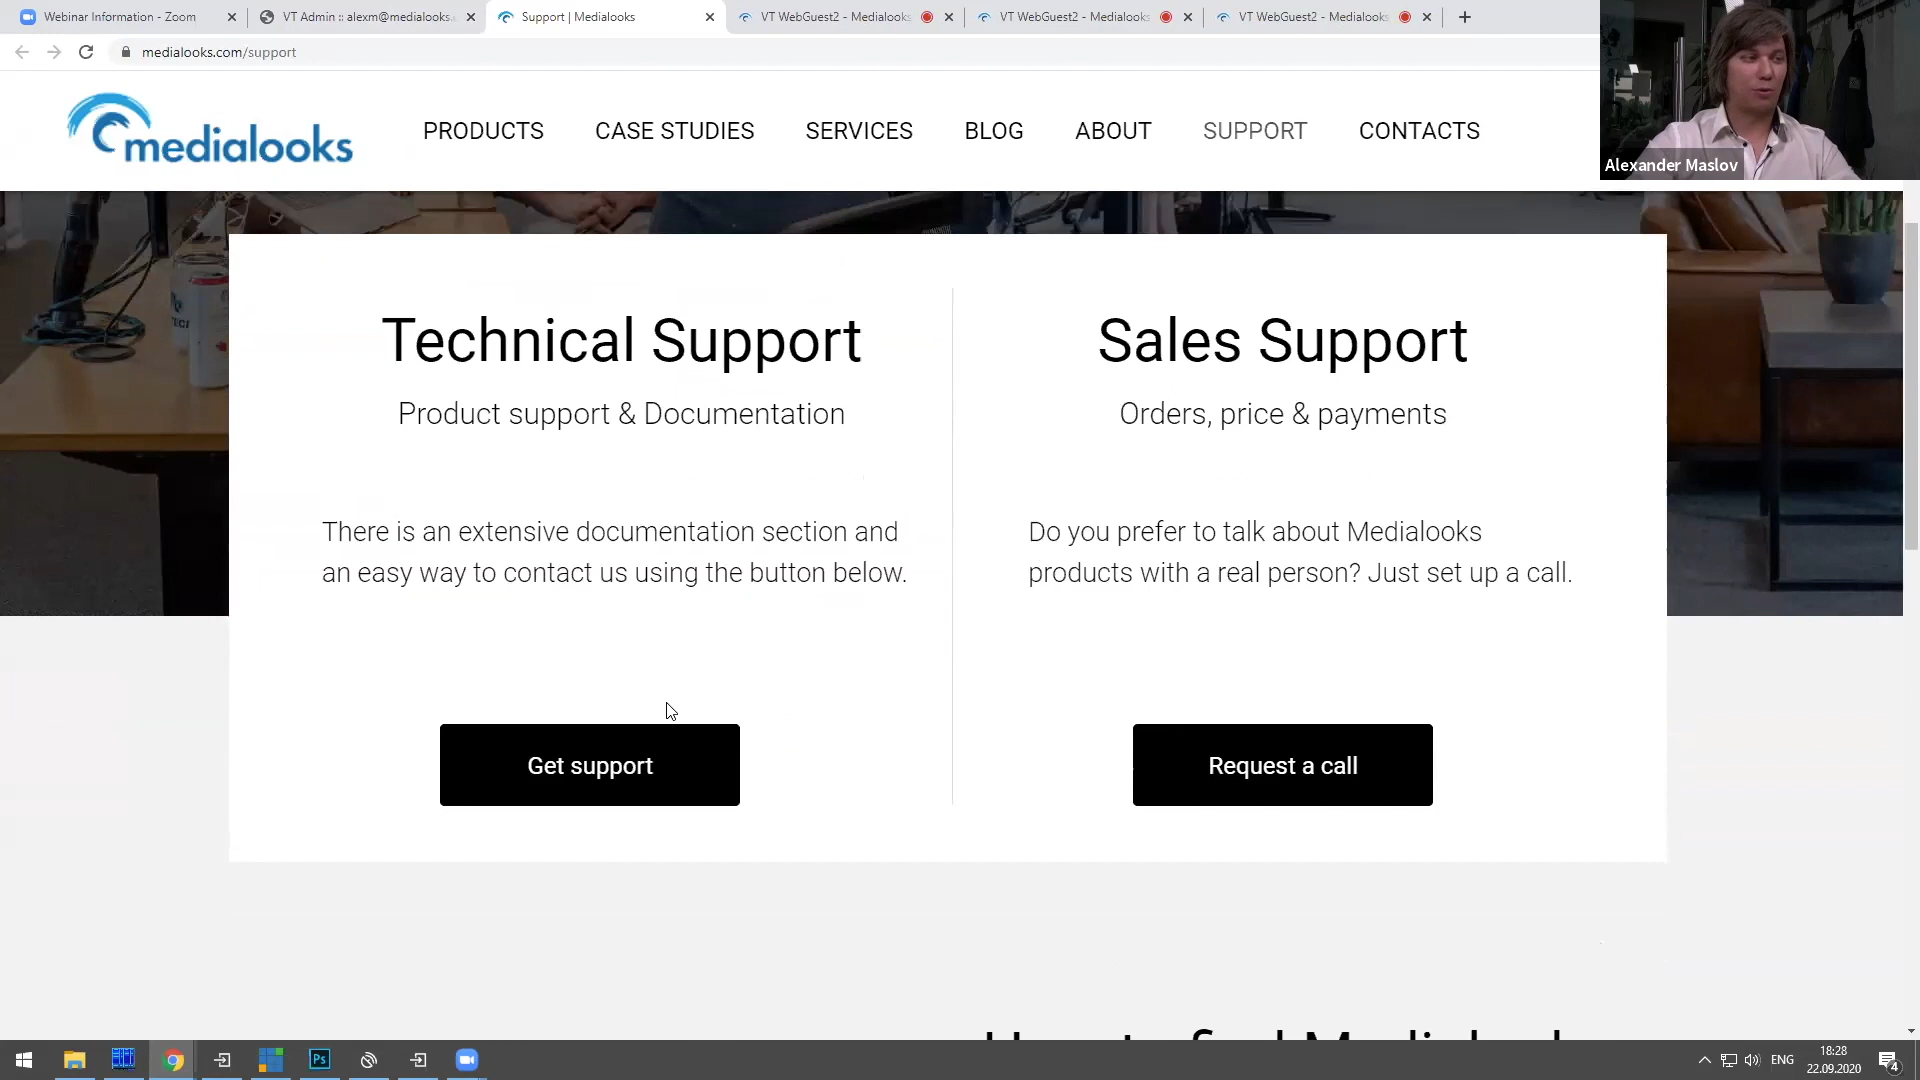 Webinar Information - Zoom
VT Admin :: alexm@medialooks.
Support | Medialooks
VT WebGuest2 - Medialooks
VT WebGuest2 - Medialooks
VT WebGuest2 - Medialooks
medialooks.com/support
medialooks
PRODUCTS
CASE STUDIES
SERVICES
BLOG
ABOUT
SUPPORT
CONTACTS
Alexander Maslov
Technical Support
Product support & Documentation
There is an extensive documentation section and
an easy way to contact us using the button below.
Get support
Sales Support
Orders, price & payments
Do you prefer to talk about Medialooks
products with a real person? Just set up a call.
Request a call
Ps
ENG
18:28
22.09.2020
4